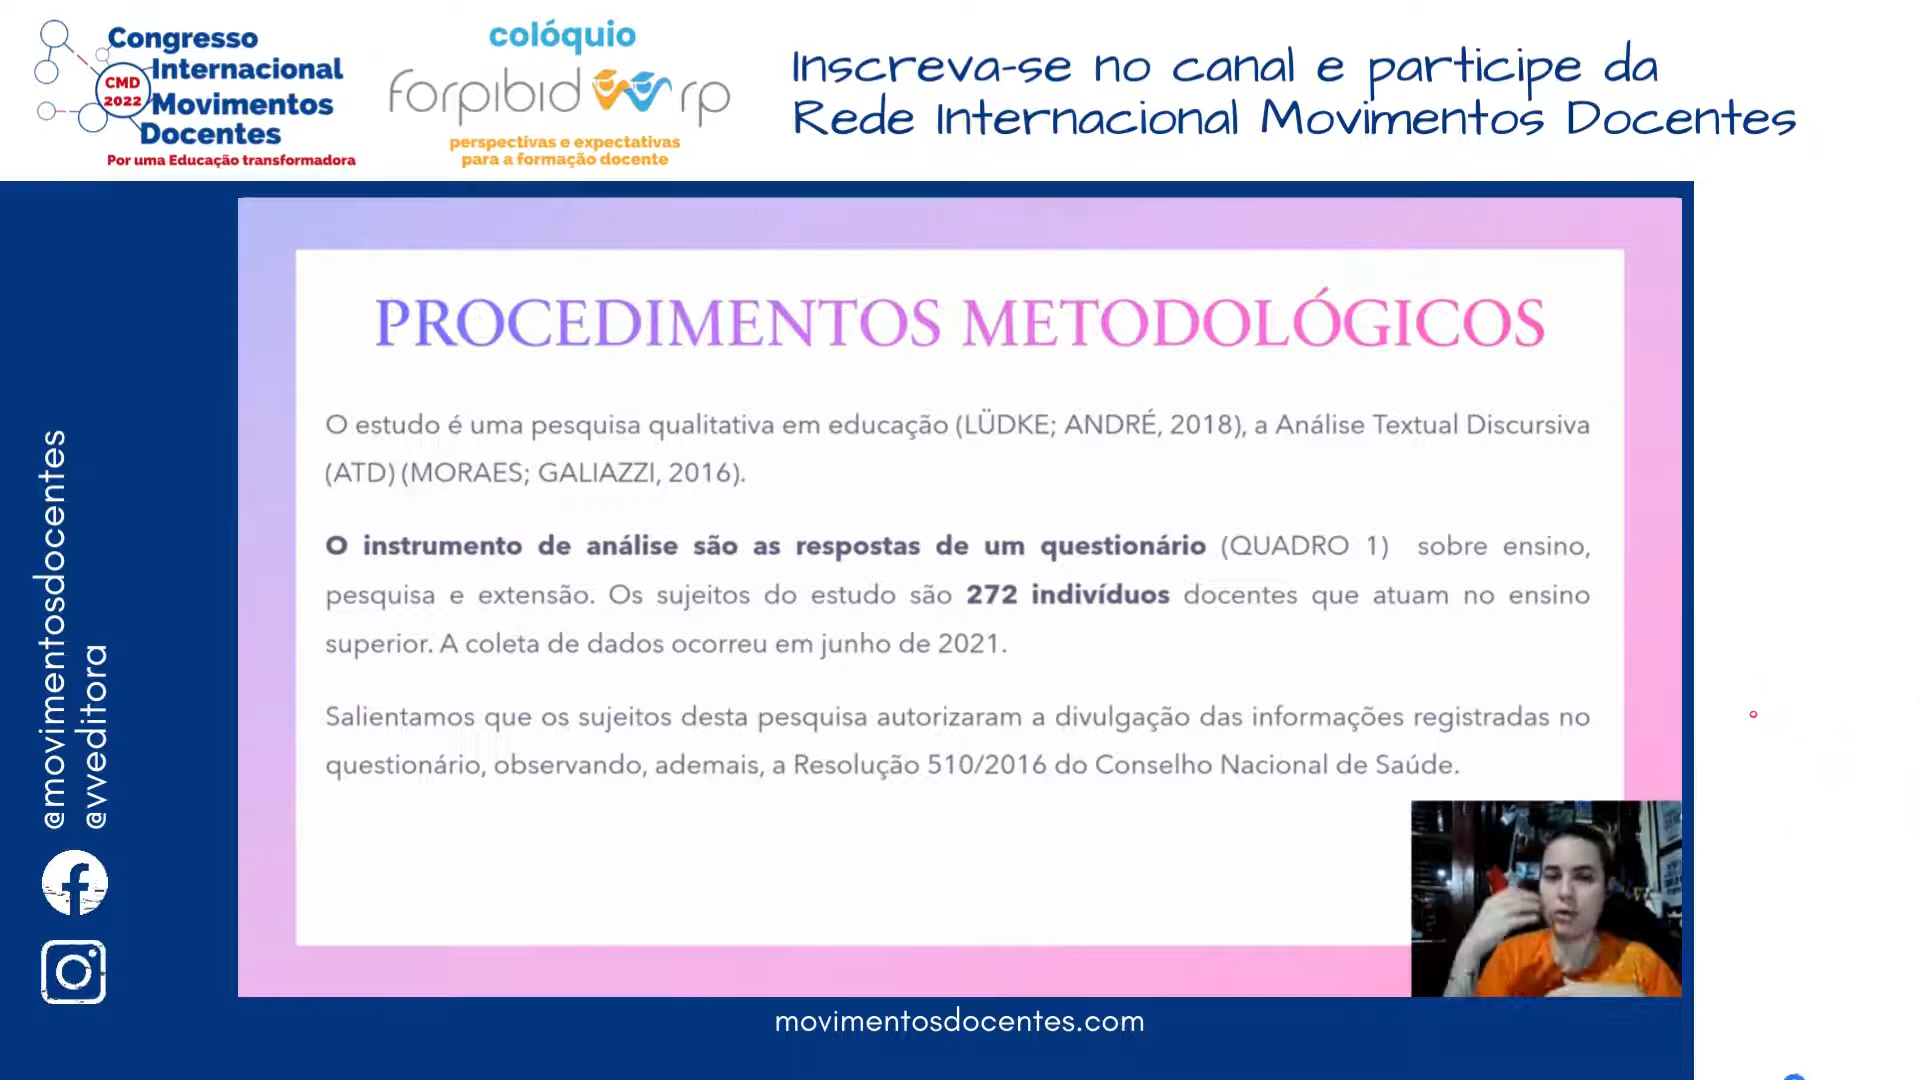 Congresso
Internacional
CMD
2022
Movimentos
Docentes
Por uma Educação transformadora
colóquio
forpibid rp
perspectivas e expectativas
para a formação docente
Inscreva-se no canal e participe da
Rede Internacional Movimentos Docentes
PROCEDIMENTOS METODOLÓGICOS
O estudo é uma pesquisa qualitativa em educação (LÜDKE; ANDRÉ, 2018), a Análise Textual Discursiva
(ATD) (MORAES; GALIAZZI, 2016).
O instrumento de análise são as respostas de um questionário (QUADRO 1) sobre ensino,
pesquisa e extensão. Os sujeitos do estudo são 272 indivíduos docentes que atuam no ensino
superior. A coleta de dados ocorreu em junho de 2021.
Salientamos que os sujeitos desta pesquisa autorizaram a divulgação das informações registradas no
questionário, observando, ademais, a Resolução 510/2016 do Conselho Nacional de Saúde.
@movimentosdocentes
@vveditora
movimentosdocentes.com